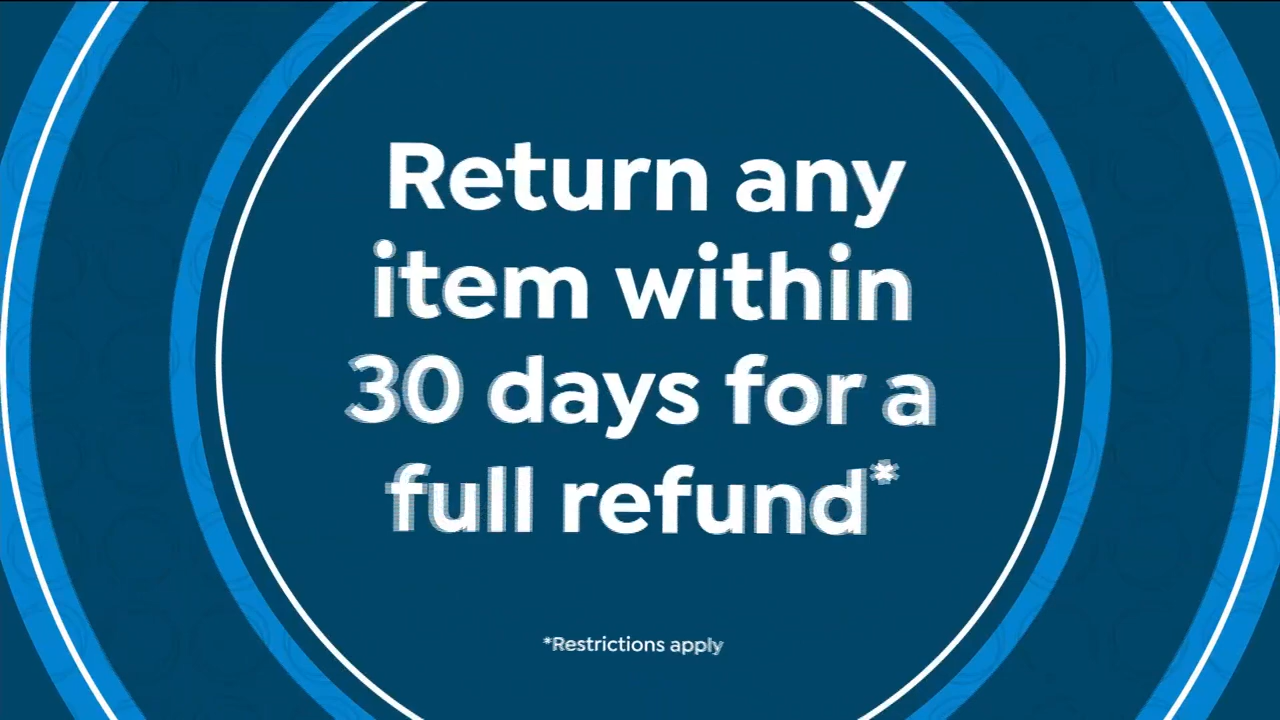 Return any
item within
30 days for a
full refund*
*Restrictions apply